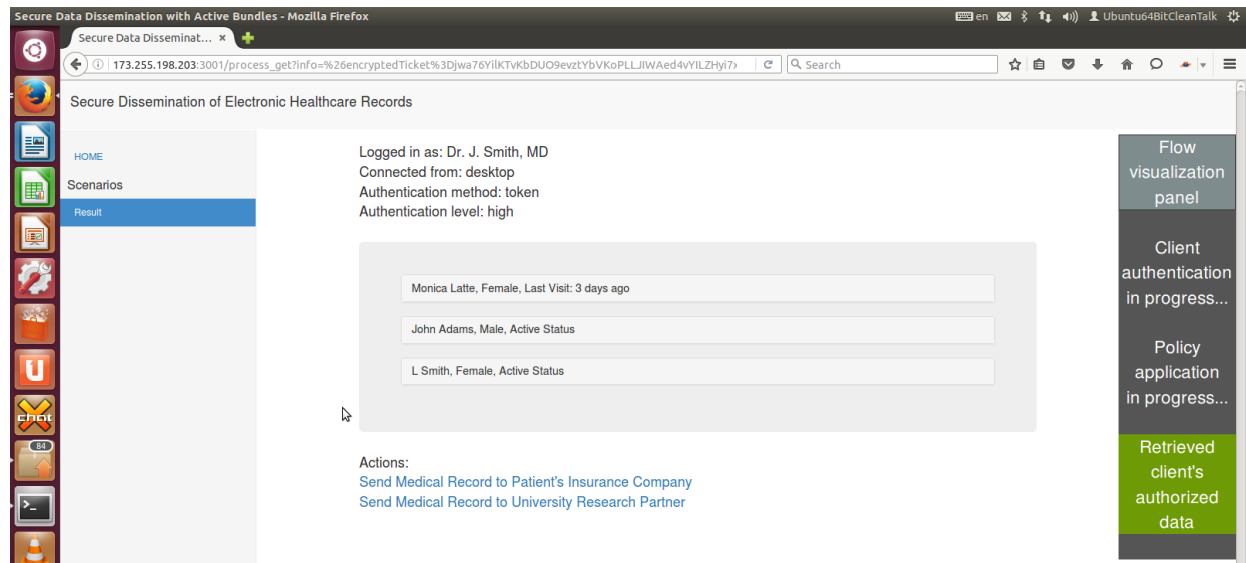 Secure Data Dissemination with Active Bundles - Mozilla Firefox
en
Ubuntu64BitCleanTalk
Secure Data Disseminat... ×
173.255.198.203:3001/process_get?info=%26encryptedTicket%3Djwa76YilKTvKbDUO9evztYbVKoPLLJIWAed4vYILZHyi7x
Search
Secure Dissemination of Electronic Healthcare Records
HOME
Scenarios
Result
Logged in as: Dr. J. Smith, MD
Connected from: desktop
Authentication method: token
Authentication level: high
Monica Latte, Female, Last Visit: 3 days ago
John Adams, Male, Active Status
L Smith, Female, Active Status
Actions:
Send Medical Record to Patient's Insurance Company
Send Medical Record to University Research Partner
Flow
visualization
panel
Client
authentication
in progress...
Policy
application
in progress...
Retrieved
client's
authorized
data
chat
84